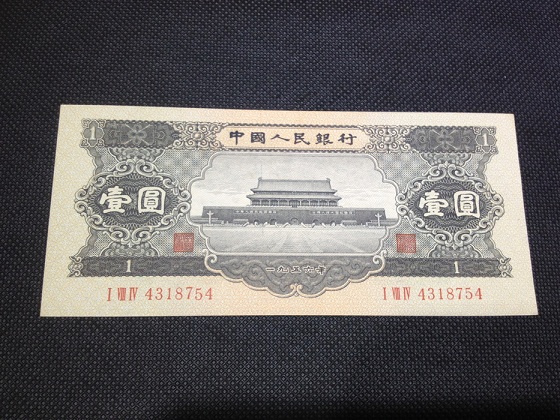 中國人民銀行
1 1
壹圓 壹圓
1 一九五六年 1
I VIII IV 4318754 I VIII IV 4318754